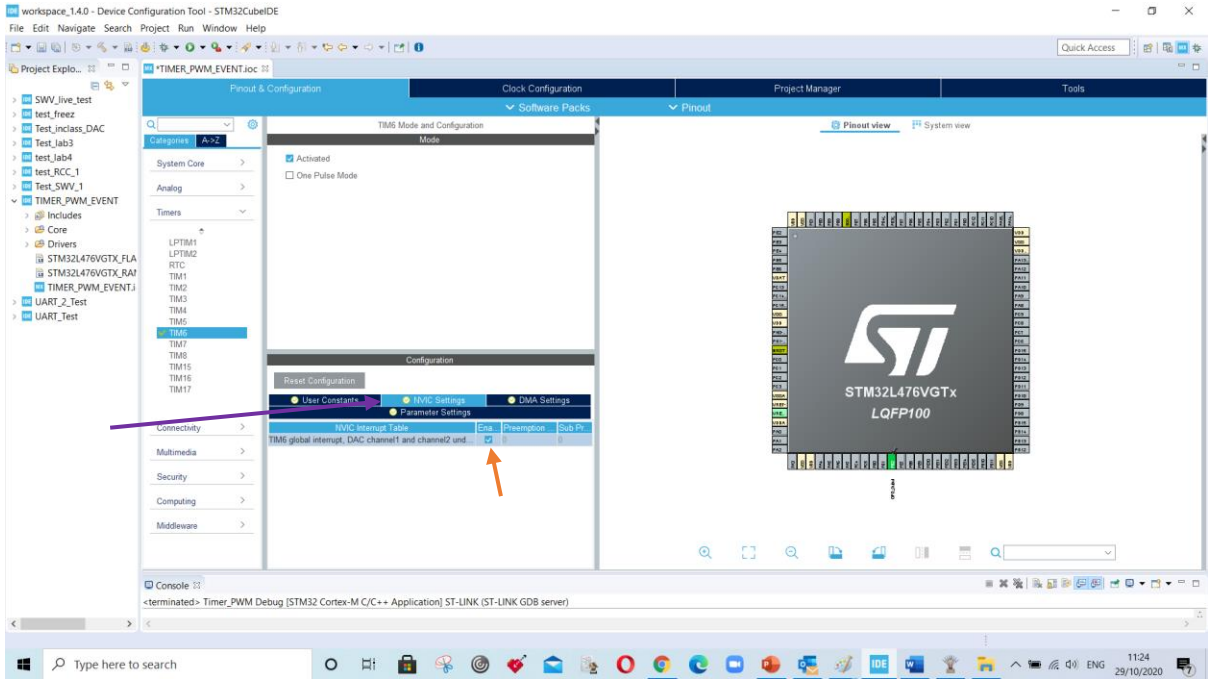 workspace_1.4.0 - Device Configuration Tool - STM32CubeIDE
File Edit Navigate Search Project Run Window Help
Quick Access
Project Explo...
*TIMER_PWM_EVENT.ioc
Pinout & Configuration
Clock Configuration
Project Manager
Tools
Software Packs
Pinout
SWV_live_test
test_freez
Test_inclass_DAC
Test_lab3
test_lab4
test_RCC_1
Test_SWV_1
TIMER_PWM_EVENT
Includes
Core
Drivers
STM32L476VGTX_FLA
STM32L476VGTX_RAM
TIMER_PWM_EVENT.i
UART_2_Test
UART_Test
Categories A->Z
System Core
Analog
Timers
LPTIM1
LPTIM2
RTC
TIM1
TIM2
TIM3
TIM4
TIM5
TIM6
TIM7
TIM8
TIM15
TIM16
TIM17
Connectivity
Multimedia
Security
Computing
Middleware
TIM6 Mode and Configuration
Mode
Activated
One Pulse Mode
Configuration
Reset Configuration
User Constants
NVIC Settings
DMA Settings
Parameter Settings
NVIC Interrupt Table Ena... Preemption ... Sub Pr...
TIM6 global interrupt, DAC channel1 and channel2 und... 0 0
Pinout view
System view
STM32L476VGTx
LQFP100
Console
<terminated> Timer_PWM Debug [STM32 Cortex-M C/C++ Application] ST-LINK (ST-LINK GDB server)
Type here to search
ENG
11:24
29/10/2020